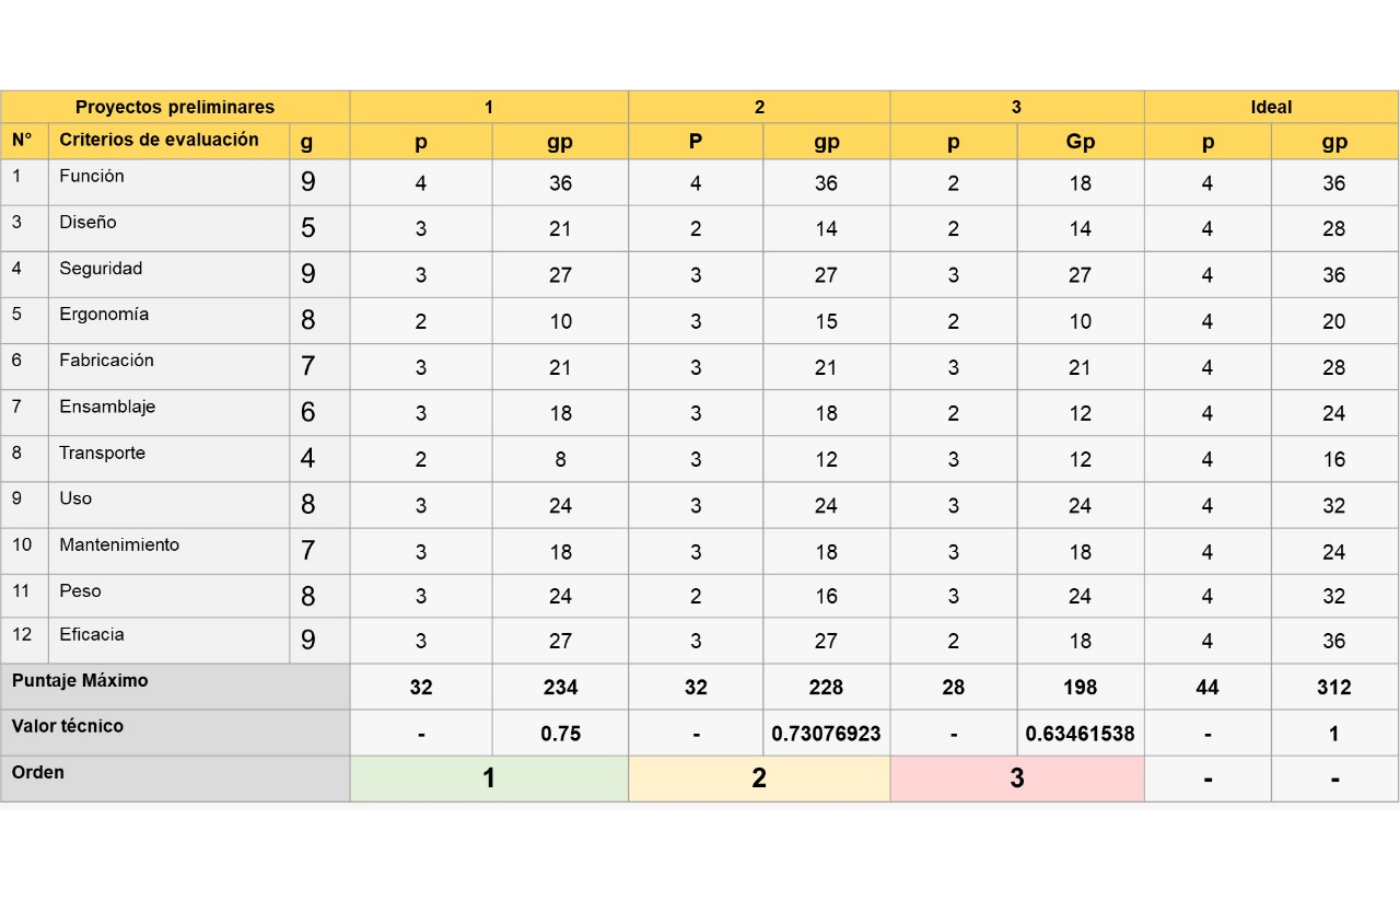 Proyectos preliminares 1 2 3 Ideal
N° Criterios de evaluación g p gp P gp p Gp p gp
1 Función 9 4 36 4 36 2 18 4 36
3 Diseño 5 3 21 2 14 2 14 4 28
4 Seguridad 9 3 27 3 27 3 27 4 36
5 Ergonomía 8 2 10 3 15 2 10 4 20
6 Fabricación 7 3 21 3 21 3 21 4 28
7 Ensamblaje 6 3 18 3 18 2 12 4 24
8 Transporte 4 2 8 3 12 3 12 4 16
9 Uso 8 3 24 3 24 3 24 4 32
10 Mantenimiento 7 3 18 3 18 3 18 4 24
11 Peso 8 3 24 2 16 3 24 4 32
12 Eficacia 9 3 27 3 27 2 18 4 36
Puntaje Máximo 32 234 32 228 28 198 44 312
Valor técnico - 0.75 - 0.73076923 - 0.63461538 - 1
Orden 1 2 3 - -